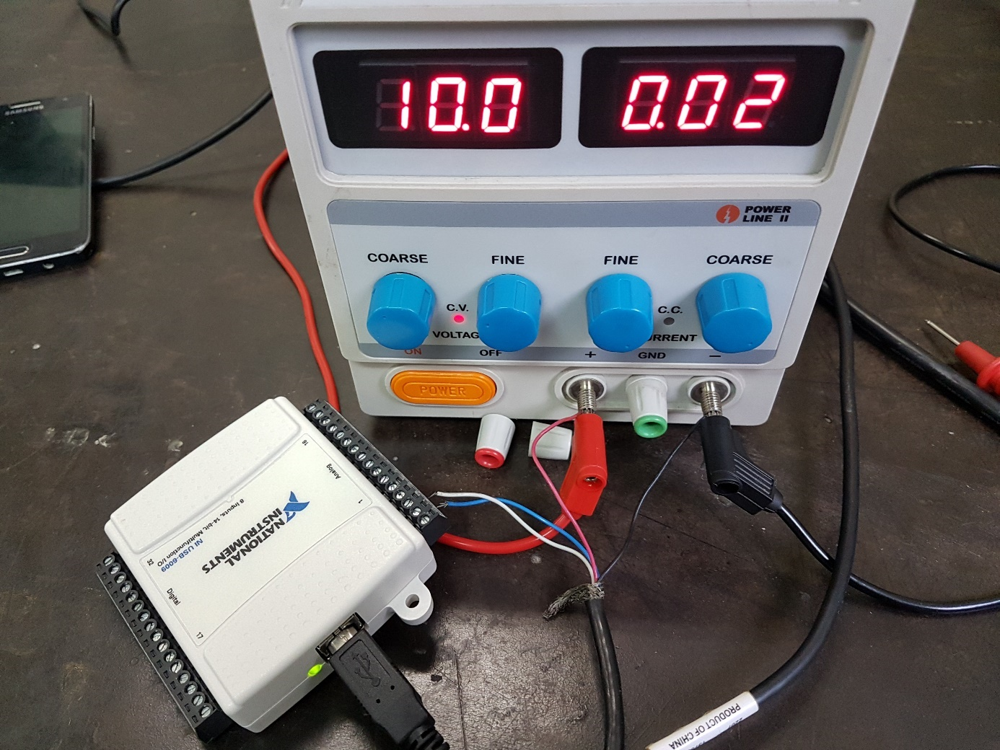 SAMSUNG
10.0
0.02
POWER
LINE II
COARSE
FINE
FINE
COARSE
C.V.
C.C.
VOLTAG
URRENT
ON
OFF
+
GND
−
POWER
16
Analog
1
NATIONAL
INSTRUMENTS
NI USB-6009
8 Inputs, 14-bit, Multifunction I/O
32
Digital
17
PRODUCT OF CHINA